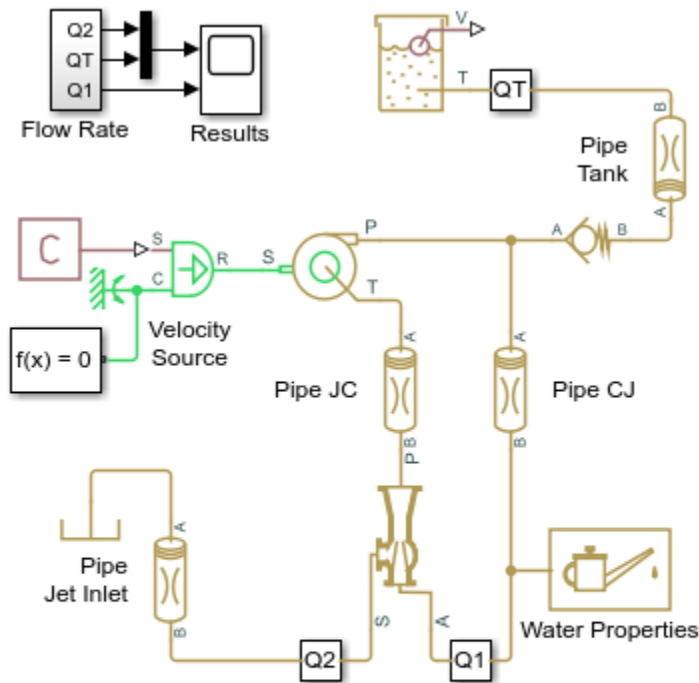 Q2
QT
Q1
Flow Rate
Results
V
T
QT
B
Pipe
Tank
A
C
S
C
R
S
P
T
A
B
f(x) = 0
Velocity
Source
A
Pipe JC
B
P
A
Pipe CJ
B
A
Pipe
Jet Inlet
B
Q2
S
A
Q1
Water Properties